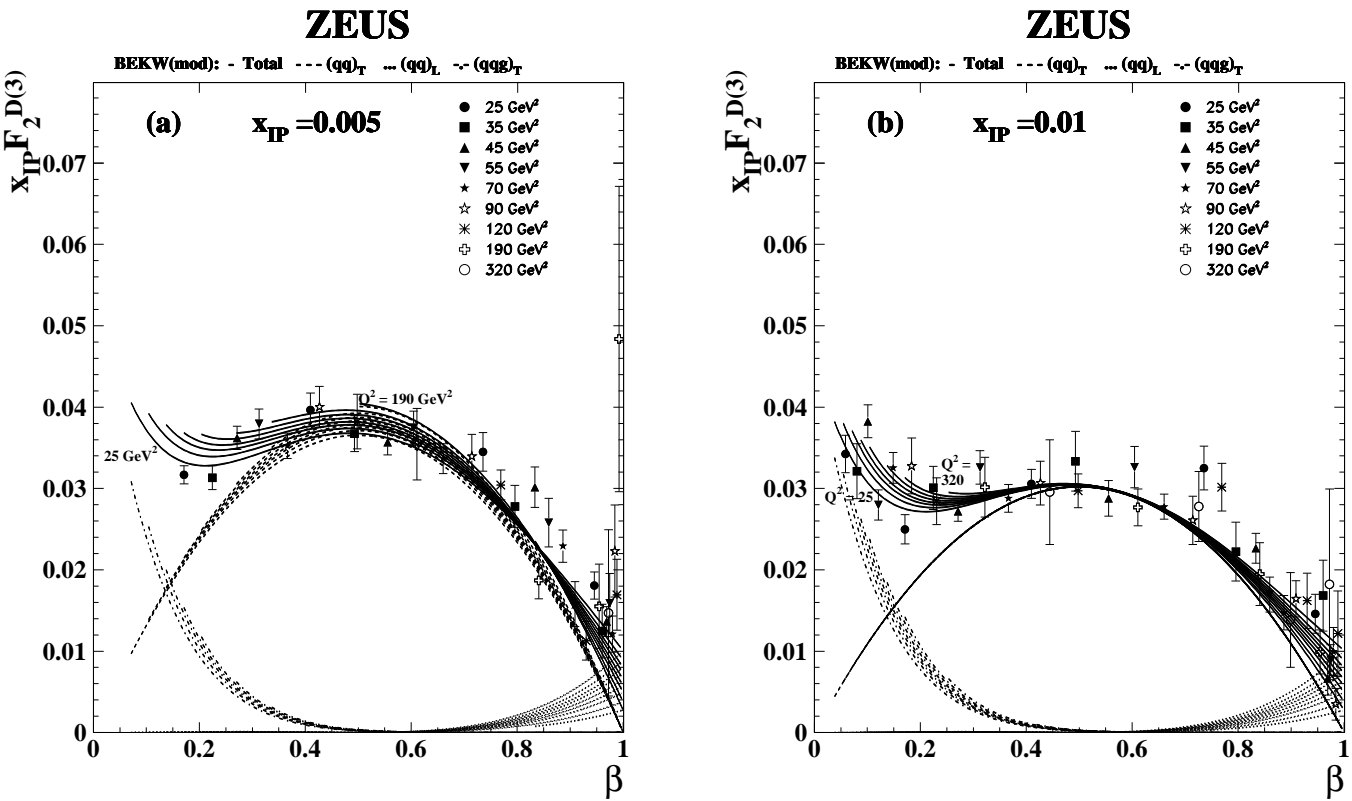 ZEUS
BEKW(mod): - Total --- (qq)T ... (qq)L -.- (qqg)T
(a) xIP =0.005
xIPF2D(3)
25 GeV2
35 GeV2
45 GeV2
55 GeV2
70 GeV2
90 GeV2
120 GeV2
190 GeV2
320 GeV2
0.07
0.06
0.05
0.04
0.03
0.02
0.01
0
Q2 = 190 GeV2
25 GeV2
0 0.2 0.4 0.6 0.8 1
β
ZEUS
BEKW(mod): - Total --- (qq)T ... (qq)L -.- (qqg)T
(b) xIP =0.01
xIPF2D(3)
25 GeV2
35 GeV2
45 GeV2
55 GeV2
70 GeV2
90 GeV2
120 GeV2
190 GeV2
320 GeV2
0.07
0.06
0.05
0.04
0.03
0.02
0.01
0
Q2 =
320
Q2 = 25
0 0.2 0.4 0.6 0.8 1
β